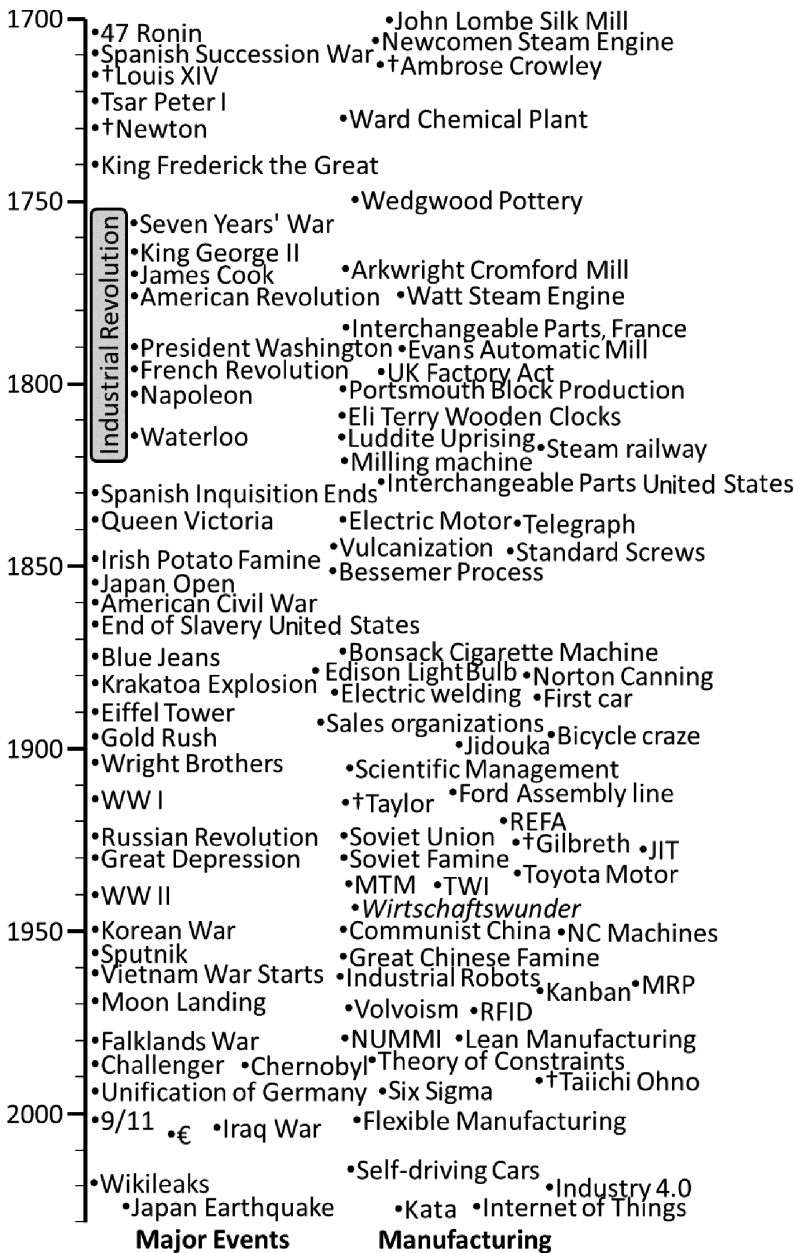 1700
•47 Ronin
•John Lombe Silk Mill
•Newcomen Steam Engine
•Spanish Succession War
•†Ambrose Crowley
•†Louis XIV
•Tsar Peter I
•Ward Chemical Plant
•†Newton
•King Frederick the Great
1750
•Wedgwood Pottery
Industrial Revolution
•Seven Years' War
•King George II
•James Cook
•Arkwright Cromford Mill
•American Revolution
•Watt Steam Engine
•Interchangeable Parts, France
•President Washington
•Evans Automatic Mill
•French Revolution
•UK Factory Act
1800
•Napoleon
•Portsmouth Block Production
•Eli Terry Wooden Clocks
•Waterloo
•Luddite Uprising
•Steam railway
•Milling machine
•Interchangeable Parts United States
•Spanish Inquisition Ends
•Queen Victoria
•Electric Motor
•Telegraph
•Vulcanization
•Standard Screws
•Irish Potato Famine
1850
•Bessemer Process
•Japan Open
•American Civil War
•End of Slavery United States
•Bonsack Cigarette Machine
•Blue Jeans
•Edison LightBulb
•Norton Canning
•Krakatoa Explosion
•Electric welding
•First car
•Eiffel Tower
•Sales organizations
•Bicycle craze
•Gold Rush
•Jidouka
1900
•Wright Brothers
•Scientific Management
•Ford Assembly line
•WW I
•†Taylor
•REFA
•Russian Revolution
•Soviet Union
•†Gilbreth
•JIT
•Great Depression
•Soviet Famine
•Toyota Motor
•MTM
•TWI
•WW II
•Wirtschaftswunder
1950
•Korean War
•Communist China
•NC Machines
•Sputnik
•Great Chinese Famine
•Vietnam War Starts
•Industrial Robots
•Kanban
•MRP
•Moon Landing
•Volvoism
•RFID
•Falklands War
•NUMMI
•Lean Manufacturing
•Challenger
•Chernobyl
•Theory of Constraints
•†Taiichi Ohno
•Unification of Germany
•Six Sigma
2000
•9/11
•€
•Iraq War
•Flexible Manufacturing
•Self-driving Cars
•Wikileaks
•Industry 4.0
•Japan Earthquake
•Kata
•Internet of Things
Major Events
Manufacturing